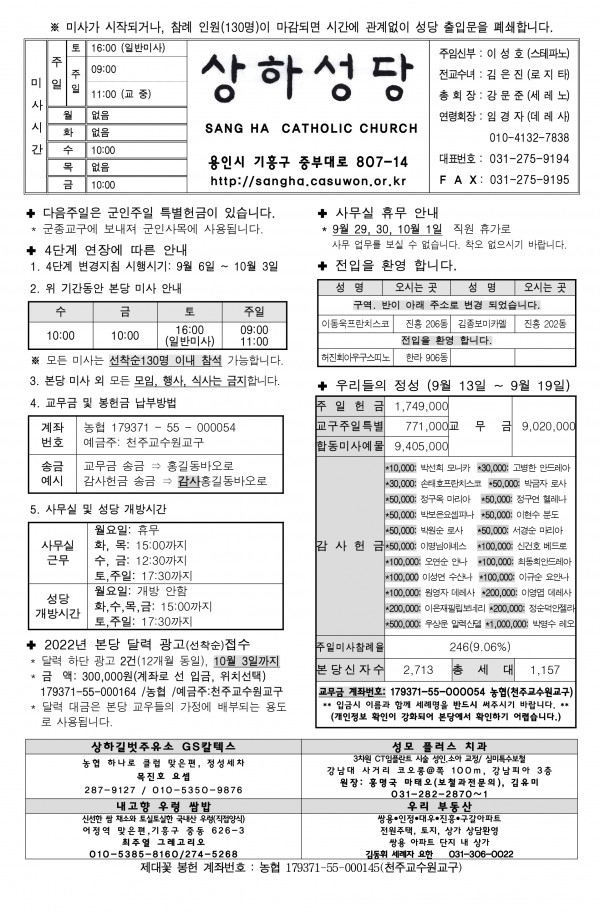 ※ 미사가 시작되거나, 참례 인원(130명)이 마감되면 시간에 관계없이 성당 출입문을 폐쇄합니다.
미사시간
주일 토 16:00 (일반미사)
주일 09:00
11:00 (교 중)
월 없음
화 없음
수 10:00
목 없음
금 10:00
상하성당
SANG HA CATHOLIC CHURCH
용인시 기흥구 중부대로 807-14
http://sangha.casuwon.or.kr
주임신부 : 이 성 호 (스테파노)
전교수녀 : 김 은 진 (로 지 타)
총 회 장 : 강 문 준 (세 레 노)
연령회장 : 임 경 자 (데 레 사)
010-4132-7838
대표번호 : 031-275-9194
F A X : 031-275-9195
✚ 다음주일은 군인주일 특별헌금이 있습니다.
* 군종교구에 보내져 군인사목에 사용됩니다.
✚ 4단계 연장에 따른 안내
1. 4단계 변경지침 시행시기: 9월 6일 ~ 10월 3일
2. 위 기간동안 본당 미사 안내
수 금 토 주일
10:00 10:00 16:00 (일반미사) 09:00 11:00
※ 모든 미사는 선착순130명 이내 참석 가능합니다.
3. 본당 미사 외 모든 모임, 행사, 식사는 금지합니다.
4. 교무금 및 봉헌금 납부방법
계좌번호 농협 179371 - 55 - 000054
예금주: 천주교수원교구
송금예시 교무금 송금 ⇒ 홍길동바오로
감사헌금 송금 ⇒ 감사홍길동바오로
5. 사무실 및 성당 개방시간
사무실 근무 월요일: 휴무
화, 목: 15:00까지
수, 금: 12:30까지
토,주일: 17:30까지
성당 개방시간 월요일: 개방 안함
화,수,목,금: 15:00까지
토,주일: 17:30까지
✚ 2022년 본당 달력 광고(선착순)접수
* 달력 하단 광고 2건(12개월 동일), 10월 3일까지
* 금 액: 300,000원(계좌로 선 입금, 위치선택)
179371-55-000164 /농협 /예금주:천주교수원교구
* 달력 대금은 본당 교우들의 가정에 배부되는 용도로 사용됩니다.
✚ 사무실 휴무 안내
* 9월 29, 30, 10월 1일 직원 휴가로
사무 업무를 보실 수 없습니다. 착오 없으시기 바랍니다.
✚ 전입을 환영 합니다.
성 명 오시는 곳 성 명 오시는 곳
구역, 반이 아래 주소로 변경 되었습니다.
이동욱프란치스코 진흥 206동 김종보미카엘 진흥 202동
전입을 환영 합니다.
허진회아우구스띠노 한라 906동
✚ 우리들의 정성 (9월 13일 ~ 9월 19일)
주 일 헌 금 1,749,000
교구주일특별 771,000 교 무 금 9,020,000
합동미사예물 9,405,000
감 사 헌 금
*10,000: 박선희 모니카 *30,000: 고병한 안드레아
*30,000: 손태호프란치스코 *50,000: 박금자 로사
*50,000: 정구옥 마리아 *50,000: 정구연 헬레나
*50,000: 박보은요셉피나 *50,000: 이현수 분도
*50,000: 박원순 로사 *50,000: 서경순 마리아
*50,000: 이명님아네스 *100,000: 신건호 베드로
*100,000: 오연순 안나 *100,000: 최동희안드레아
*100,000 이성연 수산나 *100,000: 이규순 요안나
*100,000: 원영자 데레사 *200,000: 이영엽 데레사
*200,000: 이은재필립보네리 *200,000: 정순덕안젤라
*500,000: 우상운 알렉산델 *1,000,000: 박병수 레오
주일미사참례율 246(9.06%)
본 당 신 자 수 2,713 총 세 대 1,157
교무금 계좌번호: 179371-55-000054 농협(천주교수원교구)
** 입금시 이름과 함께 세례명을 반드시 써주시기 바랍니다. **
(개인정보 확인이 강화되어 본당에서 확인하기 어렵습니다.)
상하길벗주유소 GS칼텍스
농협 하나로 클럽 맞은편, 정성세차
목진호 요셉
287-9127 / 010-5350-9876
성모 플러스 치과
3차원 CT임플란트 시술 성인,소아 교정/ 심미특수보철
강남대 사거리 코오롱@쪽 100m, 강남피아 3층
원장: 홍명국 마태오(보철과전문의), 김유미
031-282-2870~1
내고향 우렁 쌈밥
신선한 쌈 채소와 토실토실한 국내산 우렁(직접양식)
어정역 맞은편,기흥구 중동 626-3
최주열 그레고리오
010-5385-8160/274-5268
우리 부동산
쌍용•인정•대우•진흥•구갈아파트
전원주택, 토지, 상가 상담환영
쌍용 아파트 단지 내 상가
김동위 세례자 요한 031-306-0022
제대꽃 봉헌 계좌번호 : 농협 179371-55-000145(천주교수원교구)